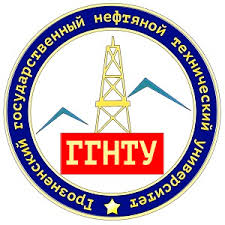 Грозненский государственный нефтяной технический университет
ГГНТУ